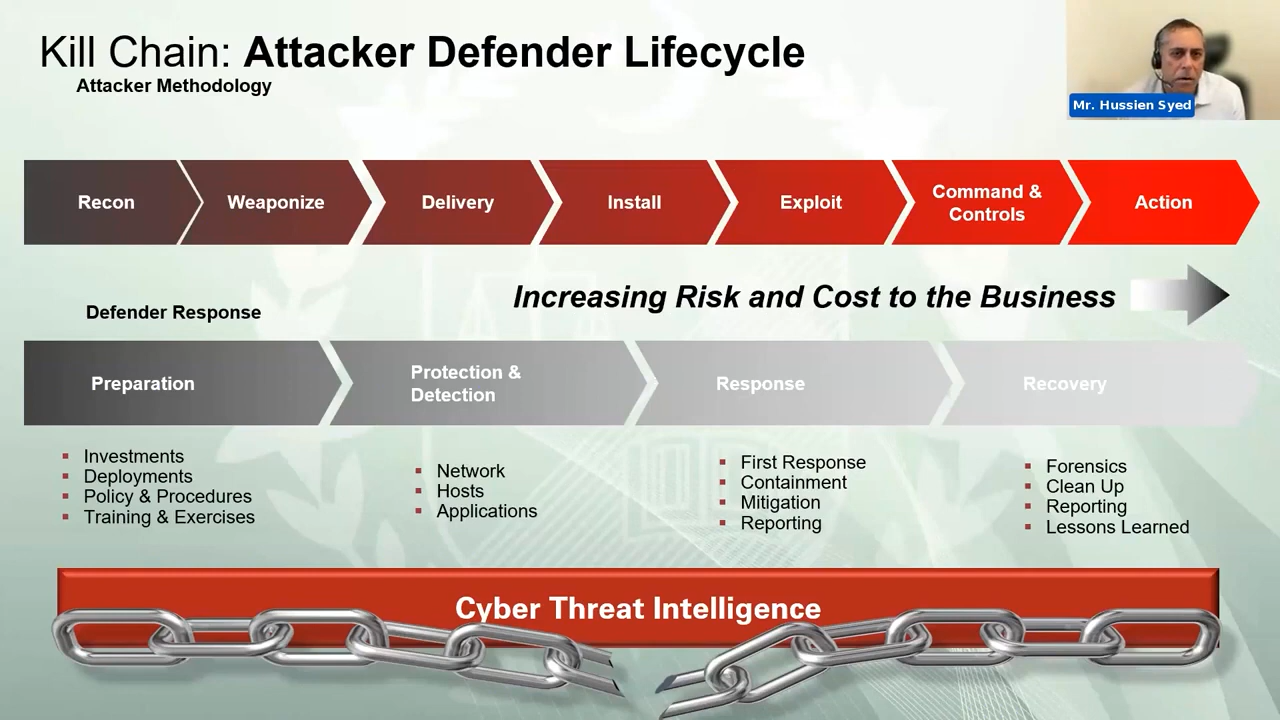 Kill Chain: Attacker Defender Lifecycle
Attacker Methodology
Mr. Hussien Syed
Recon
Weaponize
Delivery
Install
Exploit
Command &
Controls
Action
Increasing Risk and Cost to the Business
Defender Response
Preparation
Protection &
Detection
Response
Recovery
Investments
Deployments
Policy & Procedures
Training & Exercises
Network
Hosts
Applications
First Response
Containment
Mitigation
Reporting
Forensics
Clean Up
Reporting
Lessons Learned
Cyber Threat Intelligence